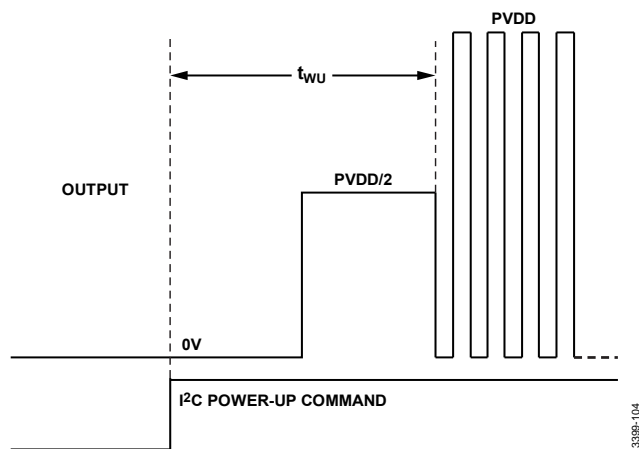 PVDD
tWU
PVDD/2
OUTPUT
0V
I2C POWER-UP COMMAND
3399-104